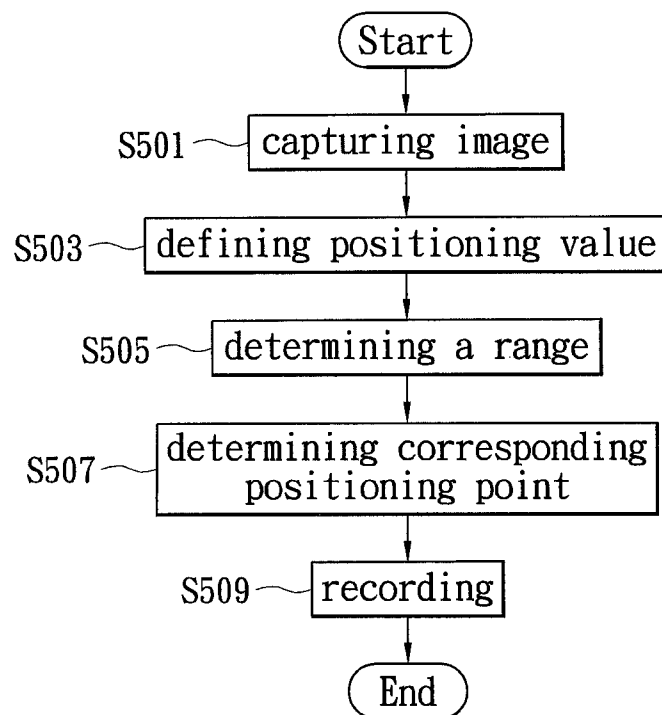 Start
S501 capturing image
S503 defining positioning value
S505 determining a range
S507 determining corresponding
positioning point
S509 recording
End